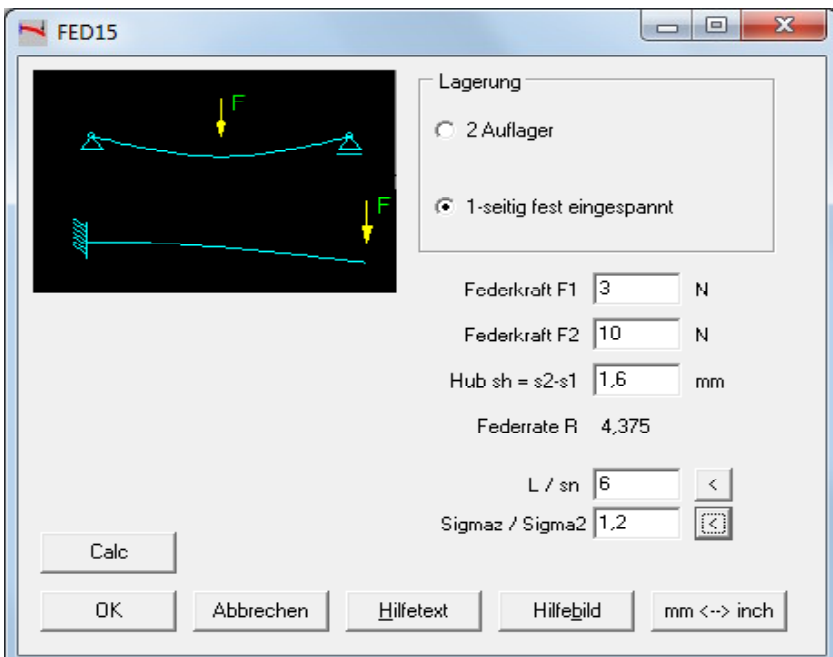 FED15
F
F
Lagerung
2 Auflager
1-seitig fest eingespannt
Federkraft F1 3 N
Federkraft F2 10 N
Hub sh = s2-s1 1,6 mm
Federrate R 4,375
L / sn 6 <
Sigmaz / Sigma2 1,2 <
Calc
OK Abbrechen Hilfetext Hilfebild mm <--> inch